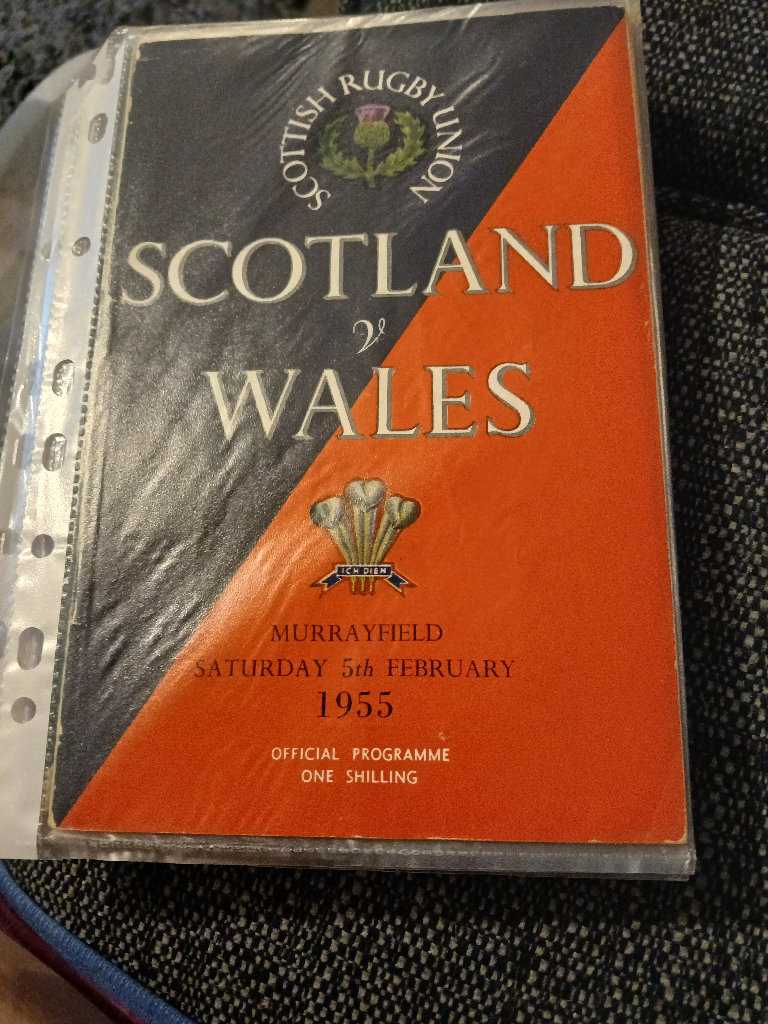 SCOTTISH RUGBY UNION
SCOTLAND
v
WALES
ICH DIEN
MURRAYFIELD
SATURDAY 5th FEBRUARY
1955
OFFICIAL PROGRAMME
ONE SHILLING